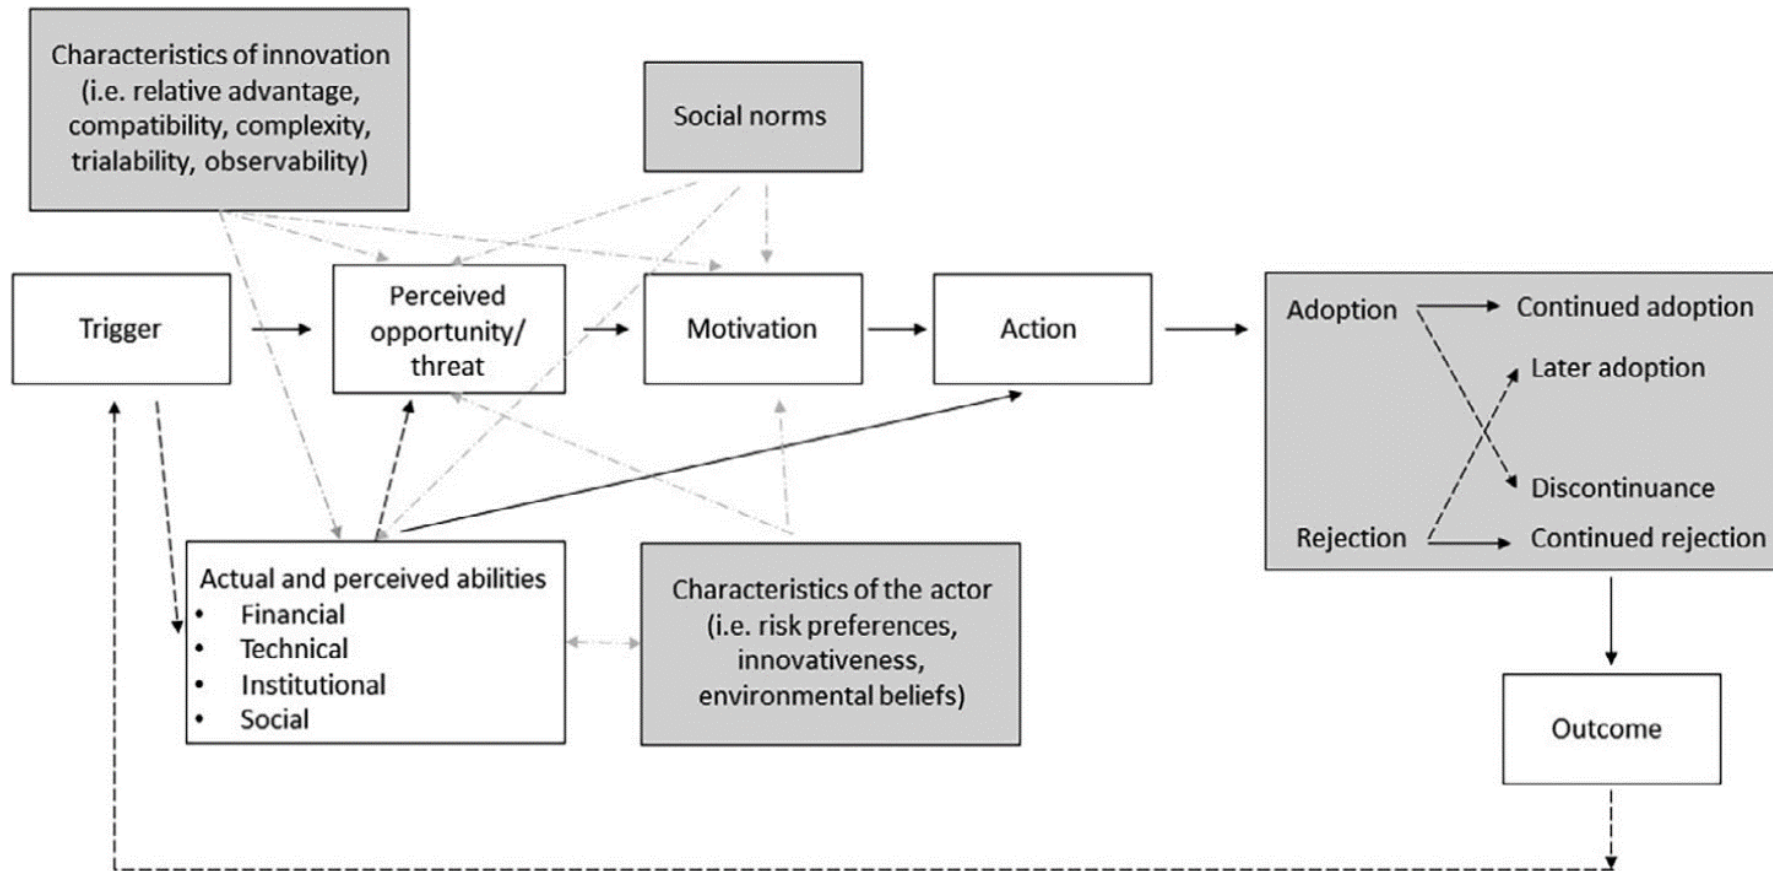 Characteristics of innovation
(i.e. relative advantage,
compatibility, complexity,
trialability, observability)
Social norms
Trigger
Perceived
opportunity/
threat
Motivation
Action
Adoption
Continued adoption
Later adoption
Discontinuance
Rejection
Continued rejection
Actual and perceived abilities
• Financial
• Technical
• Institutional
• Social
Characteristics of the actor
(i.e. risk preferences,
innovativeness,
environmental beliefs)
Outcome